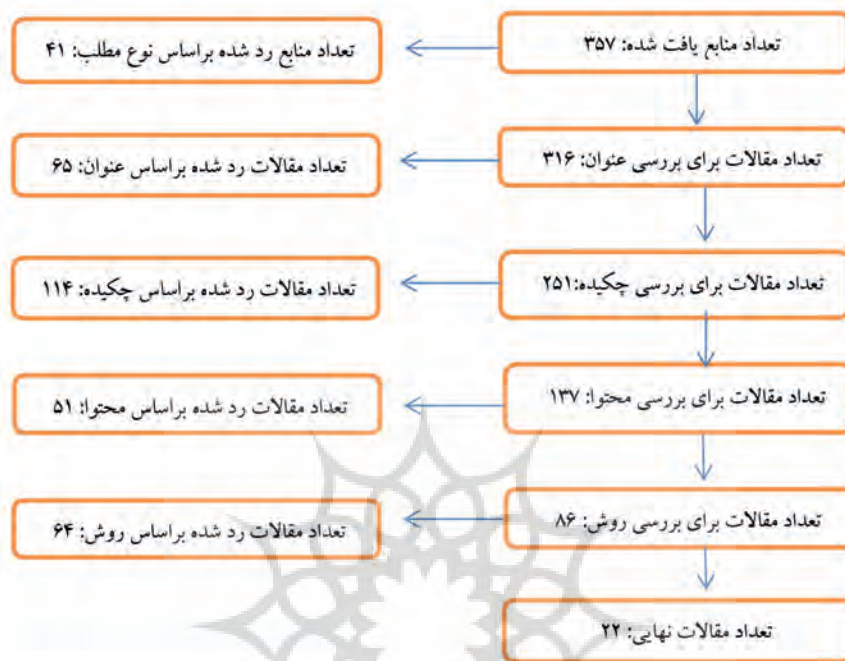 تعداد منابع یافت شده: ۳۵۷
تعداد منابع رد شده براساس نوع مطلب: ۴۱
تعداد مقالات برای بررسی عنوان: ۳۱۶
تعداد مقالات رد شده براساس عنوان: ۶۵
تعداد مقالات برای بررسی چکیده:۲۵۱
تعداد مقالات رد شده براساس چکیده: ۱۱۴
تعداد مقالات برای بررسی محتوا: ۱۳۷
تعداد مقالات رد شده براساس محتوا: ۵۱
تعداد مقالات برای بررسی روش: ۸۶
تعداد مقالات رد شده براساس روش: ۶۴
تعداد مقالات نهایی: ۲۲